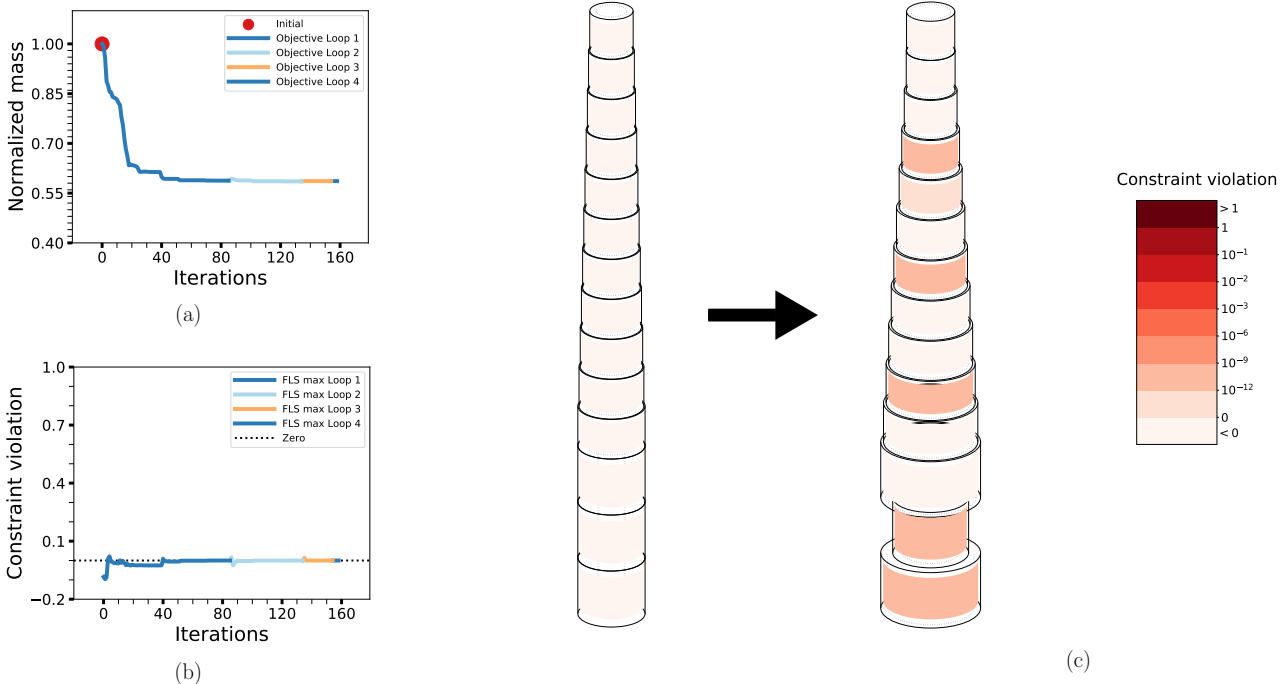 Normalized mass
1.00
0.85
0.70
0.55
0.40
Initial
Objective Loop 1
Objective Loop 2
Objective Loop 3
Objective Loop 4
0 40 80 120 160
Iterations
(a)
Constraint violation
1.0
0.7
0.4
0.1
−0.2
FLS max Loop 1
FLS max Loop 2
FLS max Loop 3
FLS max Loop 4
Zero
0 40 80 120 160
Iterations
(b)
Constraint violation
> 1
1
10⁻¹
10⁻²
10⁻³
10⁻⁶
10⁻⁹
10⁻¹²
0
< 0
(c)